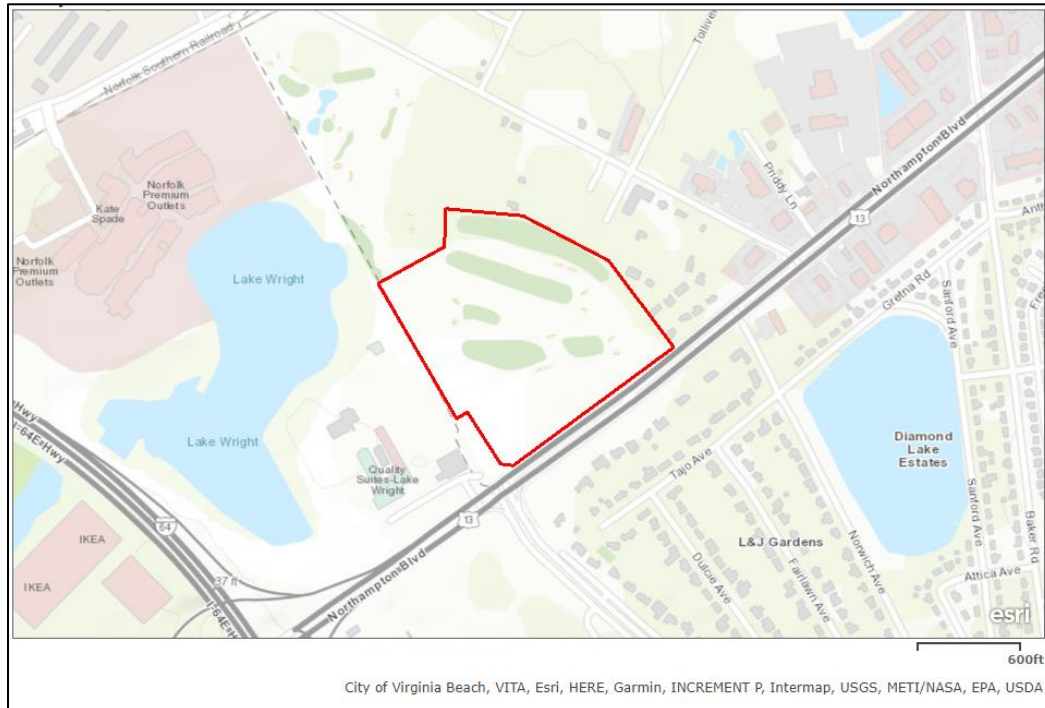 Norfolk Southern Railroad
Norfolk
Premium
Outlets
Kate
Spade
Norfolk
Premium
Outlets
Lake Wright
Lake Wright
Quality
Suites-Lake
Wright
Hwy
I-64E-Hwy
64
IKEA
IKEA
37 ft
Northampton Blvd
13
Priddy Ln
Northampton Blvd
13
Gretna Rd
Sanford Ave
Tajo Ave
Diamond
Lake
Estates
L&J Gardens
Dulcie Ave
Fairlawn Ave
Norwich Ave
Sanford Ave
Baker Rd
Attica Ave
esri
600ft
City of Virginia Beach, VITA, Esri, HERE, Garmin, INCREMENT P, Intermap, USGS, METI/NASA, EPA, USDA